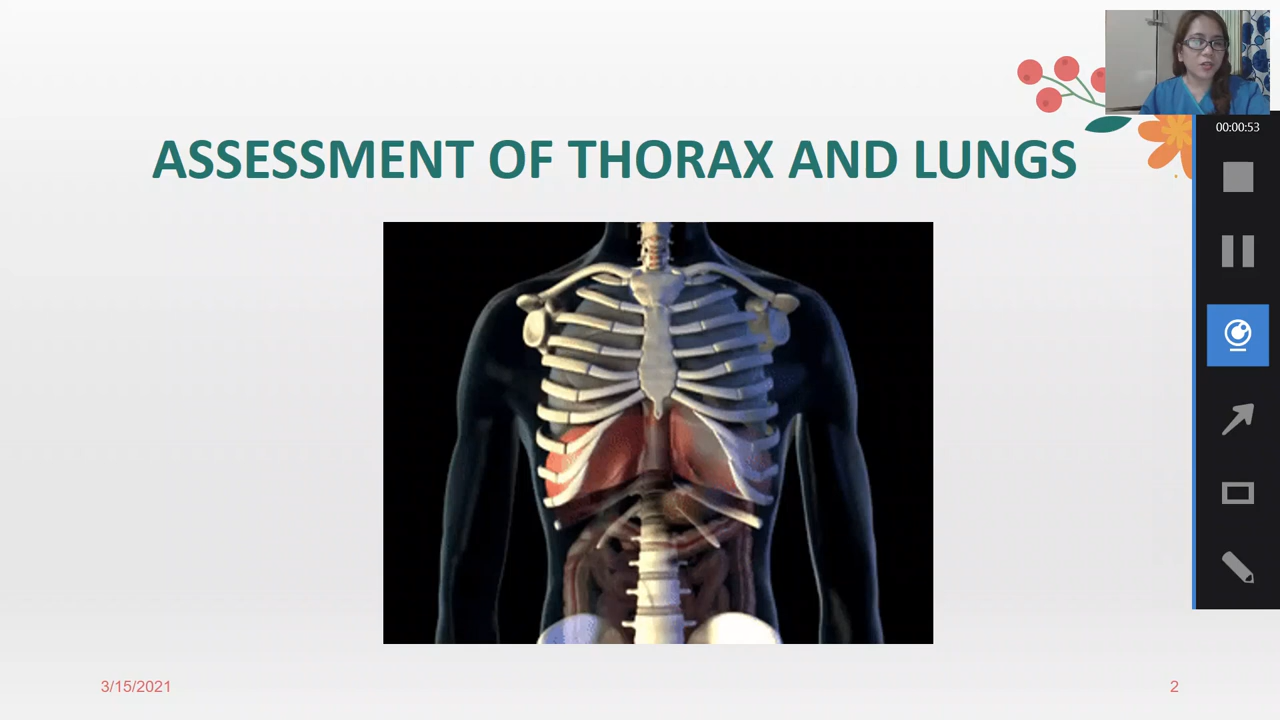 00:00:53
ASSESSMENT OF THORAX AND LUNGS
3/15/2021
2